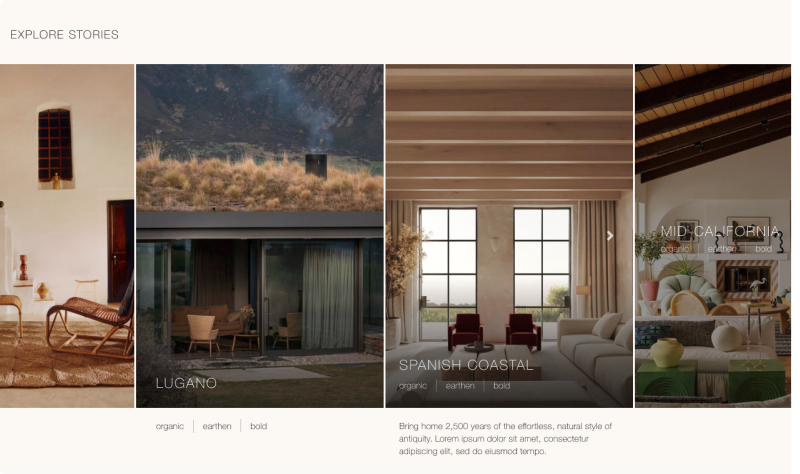 EXPLORE STORIES
LUGANO
organic | earthen | bold
SPANISH COASTAL
organic | earthen | bold
Bring home 2,500 years of the effortless, natural style of
antiquity. Lorem ipsum dolor sit amet, consectetur
adipiscing elit, sed do eiusmod tempo.
MID-CALIFORNIA
organic | earthen | bold